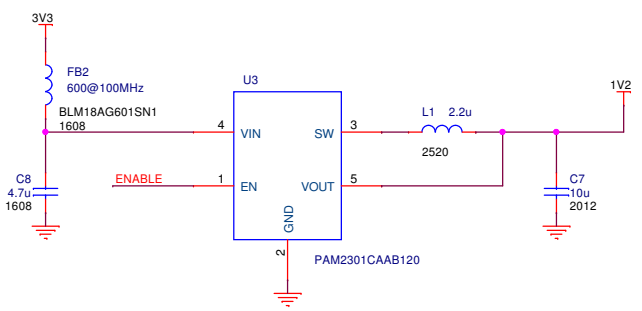 3V3
FB2
600@100MHz
BLM18AG601SN1
1608
C8
4.7u
1608
ENABLE
U3
4
VIN
1
EN
SW
3
VOUT
5
GND
2
PAM2301CAAB120
L1 2.2u
2520
1V2
C7
10u
2012